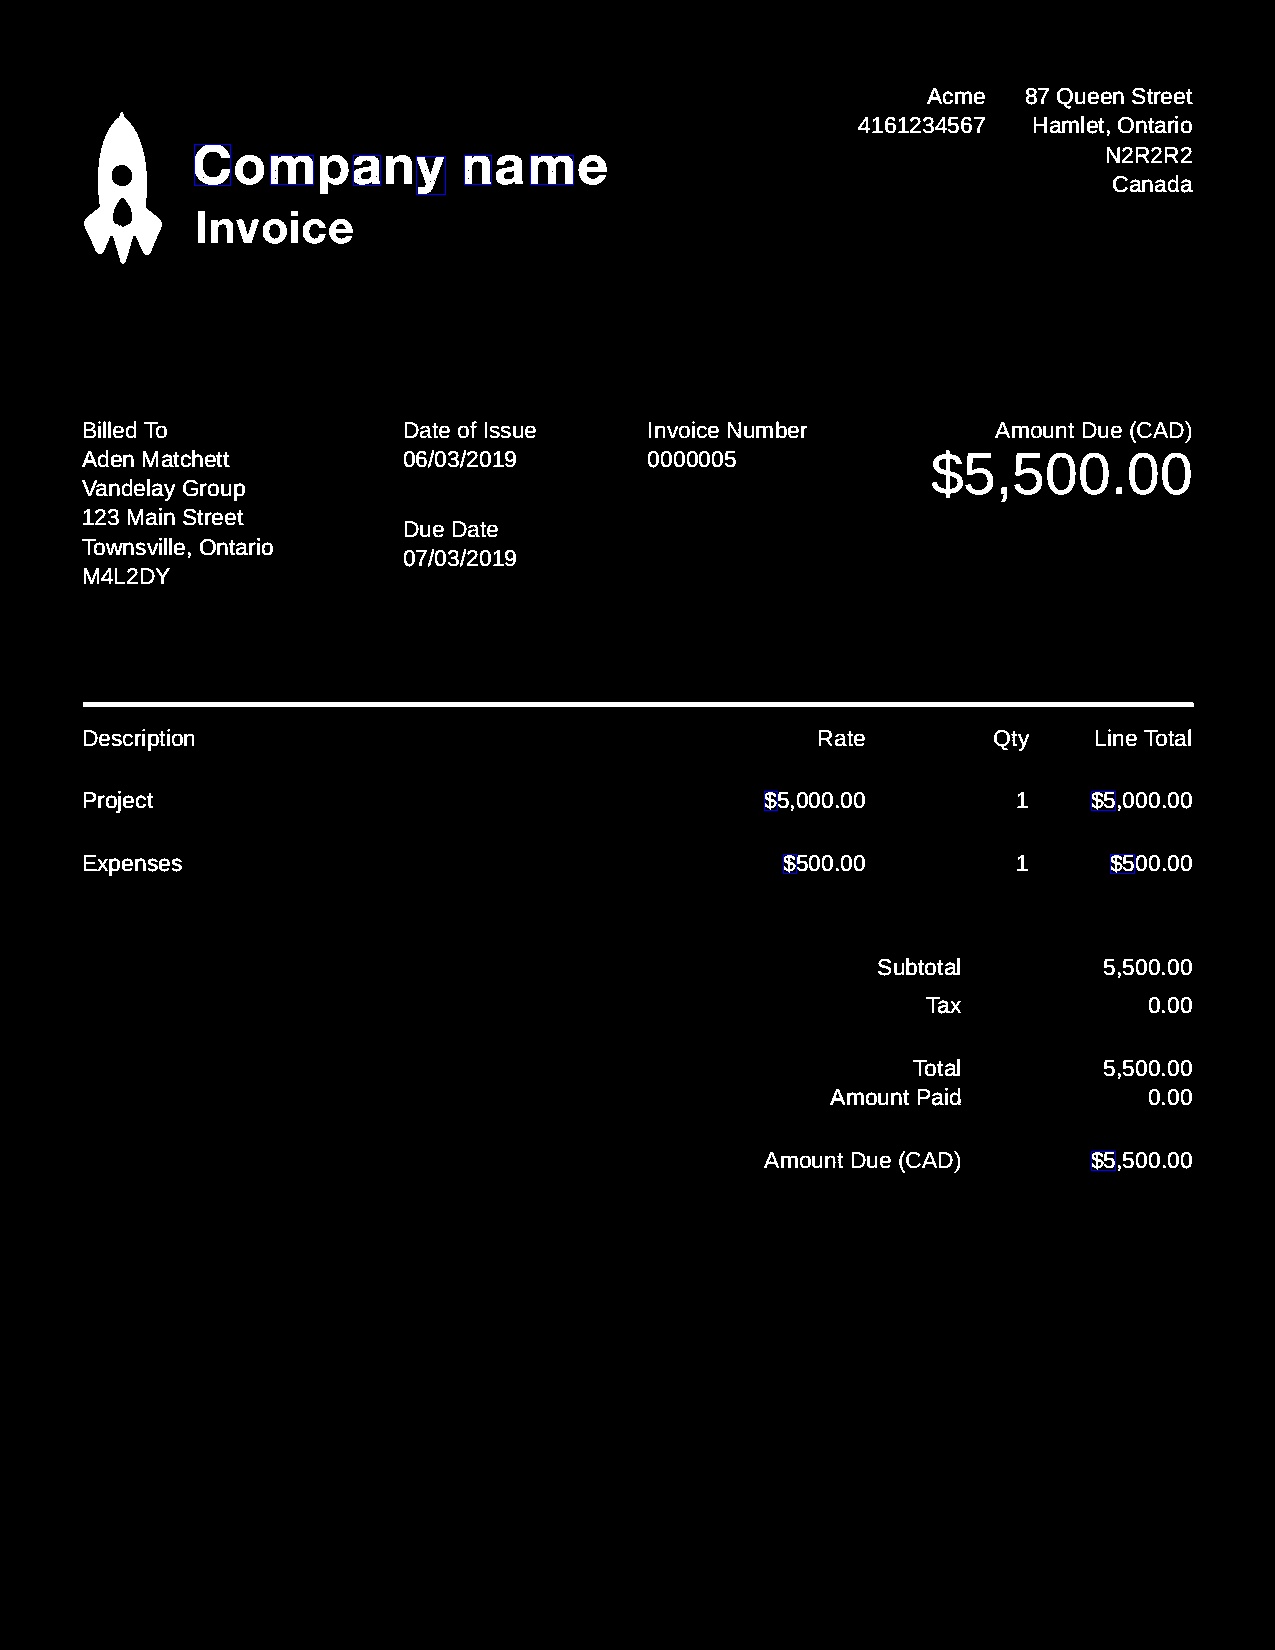 Acme 87 Queen Street
4161234567 Hamlet, Ontario
N2R2R2
Canada
Company name
Invoice
Billed To
Aden Matchett
Vandelay Group
123 Main Street
Townsville, Ontario
M4L2DY
Date of Issue
06/03/2019
Due Date
07/03/2019
Invoice Number
0000005
Amount Due (CAD)
$5,500.00
Description Rate Qty Line Total
Project $5,000.00 1 $5,000.00
Expenses $500.00 1 $500.00
Subtotal 5,500.00
Tax 0.00
Total 5,500.00
Amount Paid 0.00
Amount Due (CAD) $5,500.00